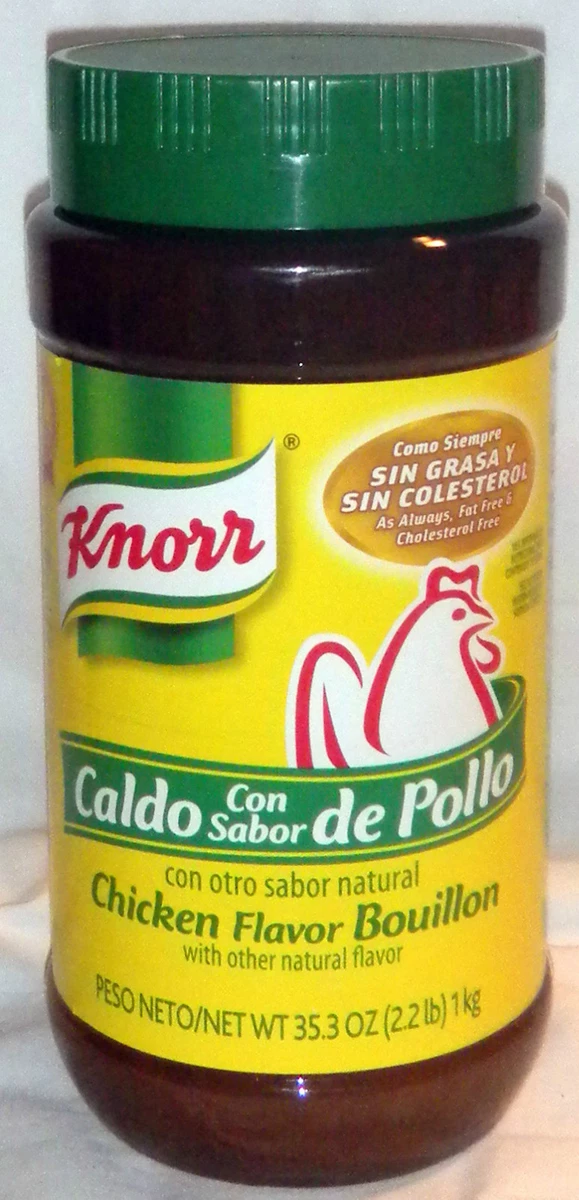 Knorr®
Como Siempre
SIN GRASA Y
SIN COLESTEROL
As Always, Fat Free &
Cholesterol Free
Caldo Con Sabor de Pollo
con otro sabor natural
Chicken Flavor Bouillon
with other natural flavor
PESO NETO/NET WT 35.3 OZ (2.2 lb) 1 kg